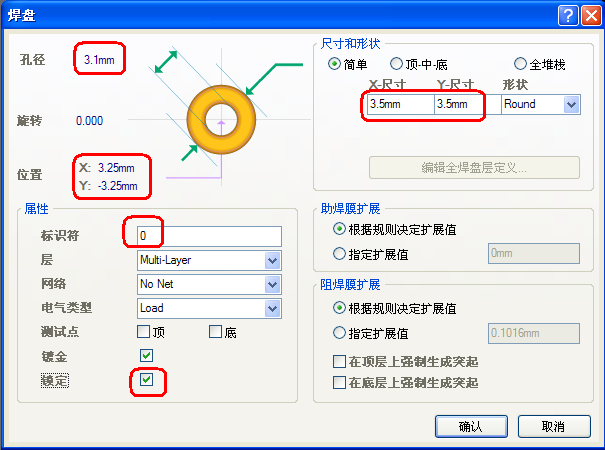 焊盘
孔径 3.1mm
旋转 0.000
位置 X: 3.25mm
Y: -3.25mm
尺寸和形状
简单 顶-中-底 全堆栈
X-尺寸 Y-尺寸 形状
3.5mm 3.5mm Round
编辑全焊盘层定义...
属性
标识符 0
层 Multi-Layer
网络 No Net
电气类型 Load
测试点 顶 底
镀金
锁定
助焊膜扩展
根据规则决定扩展值
指定扩展值 0mm
阻焊膜扩展
根据规则决定扩展值
指定扩展值 0.1016mm
在顶层上强制生成突起
在底层上强制生成突起
确认 取消